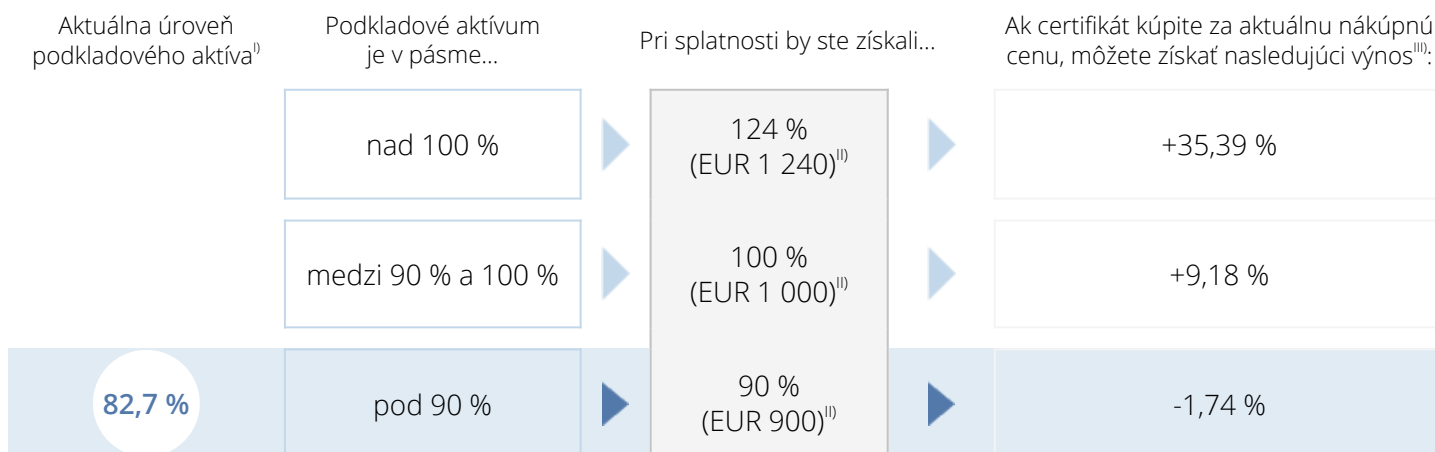 Aktuálna úroveň
podkladového aktíva I)
Podkladové aktívum
je v pásme...
Pri splatnosti by ste získali...
Ak certifikát kúpite za aktuálnu nákupnú
cenu, môžete získať nasledujúci výnos III):
nad 100 %
124 %
(EUR 1 240) II)
+35,39 %
medzi 90 % a 100 %
100 %
(EUR 1 000) II)
+9,18 %
82,7 %
pod 90 %
90 %
(EUR 900) II)
-1,74 %